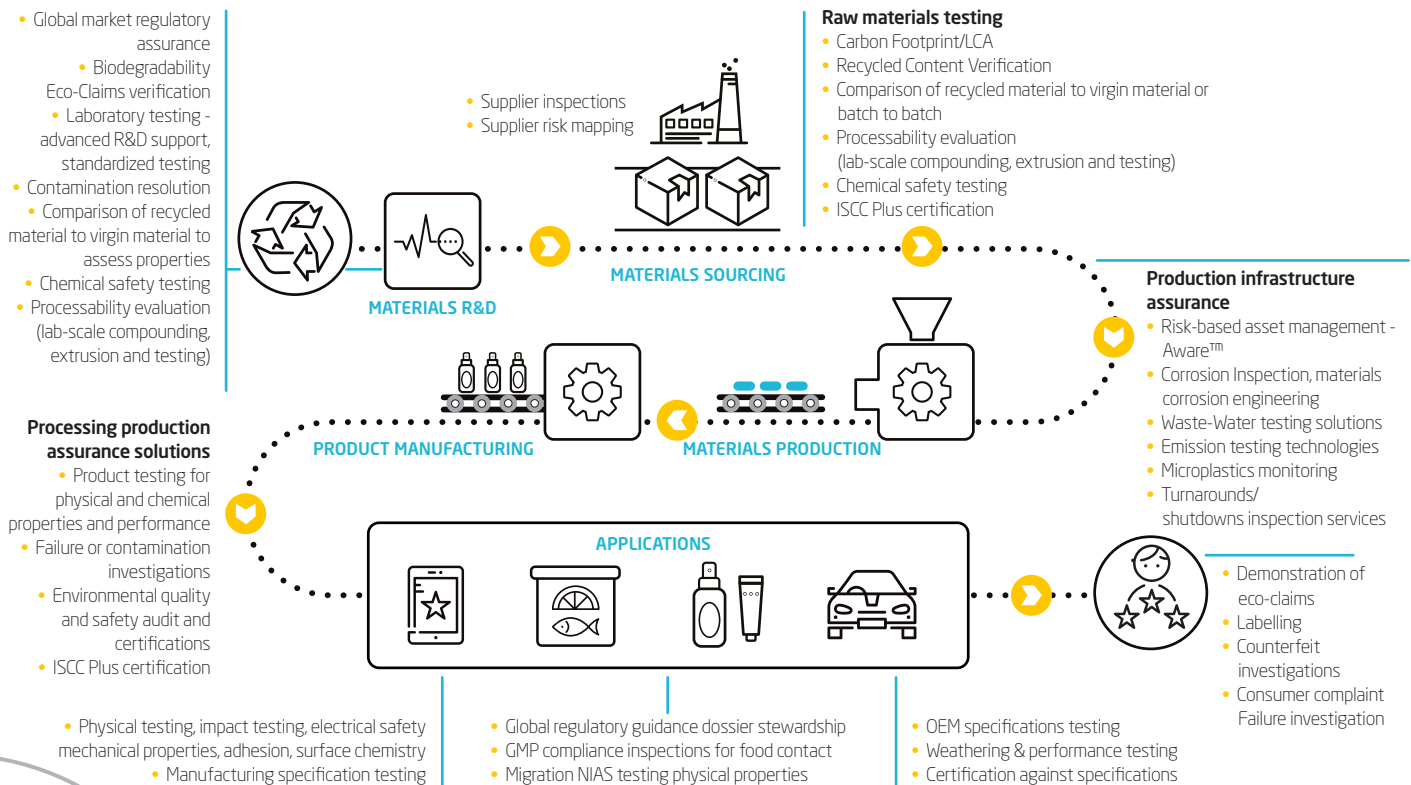 • Global market regulatory
assurance
• Biodegradability
Eco-Claims verification
• Laboratory testing -
advanced R&D support,
standardized testing
• Contamination resolution
• Comparison of recycled
material to virgin material to
assess properties
• Chemical safety testing
• Processability evaluation
(lab-scale compounding,
extrusion and testing)
MATERIALS R&D
• Supplier inspections
• Supplier risk mapping
MATERIALS SOURCING
Raw materials testing
• Carbon Footprint/LCA
• Recycled Content Verification
• Comparison of recycled material to virgin material or
batch to batch
• Processability evaluation
(lab-scale compounding, extrusion and testing)
• Chemical safety testing
• ISCC Plus certification
Production infrastructure
assurance
• Risk-based asset management -
Aware™
• Corrosion Inspection, materials
corrosion engineering
• Waste-Water testing solutions
• Emission testing technologies
• Microplastics monitoring
• Turnarounds/
shutdowns inspection services
MATERIALS PRODUCTION
PRODUCT MANUFACTURING
Processing production
assurance solutions
• Product testing for
physical and chemical
properties and performance
• Failure or contamination
investigations
• Environmental quality
and safety audit and
certifications
• ISCC Plus certification
APPLICATIONS
• Physical testing, impact testing, electrical safety
mechanical properties, adhesion, surface chemistry
• Manufacturing specification testing
• Global regulatory guidance dossier stewardship
• GMP compliance inspections for food contact
• Migration NIAS testing physical properties
• OEM specifications testing
• Weathering & performance testing
• Certification against specifications
• Demonstration of
eco-claims
• Labelling
• Counterfeit
investigations
• Consumer complaint
Failure investigation